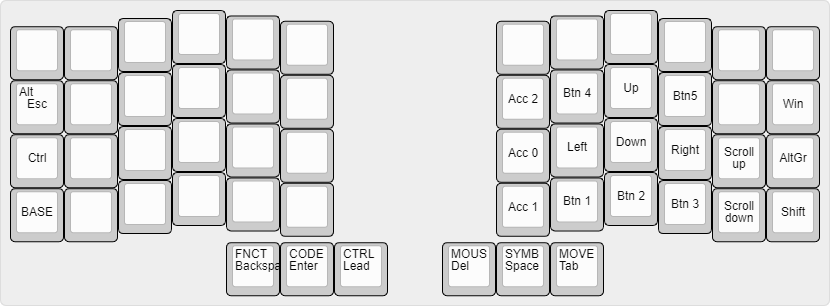 Alt
Esc
Acc 2
Btn 4
Up
Btn5
Win
Ctrl
Acc 0
Left
Down
Right
Scroll
up
AltGr
BASE
Acc 1
Btn 1
Btn 2
Btn 3
Scroll
down
Shift
FNCT
Backspa
CODE
Enter
CTRL
Lead
MOUS
Del
SYMB
Space
MOVE
Tab